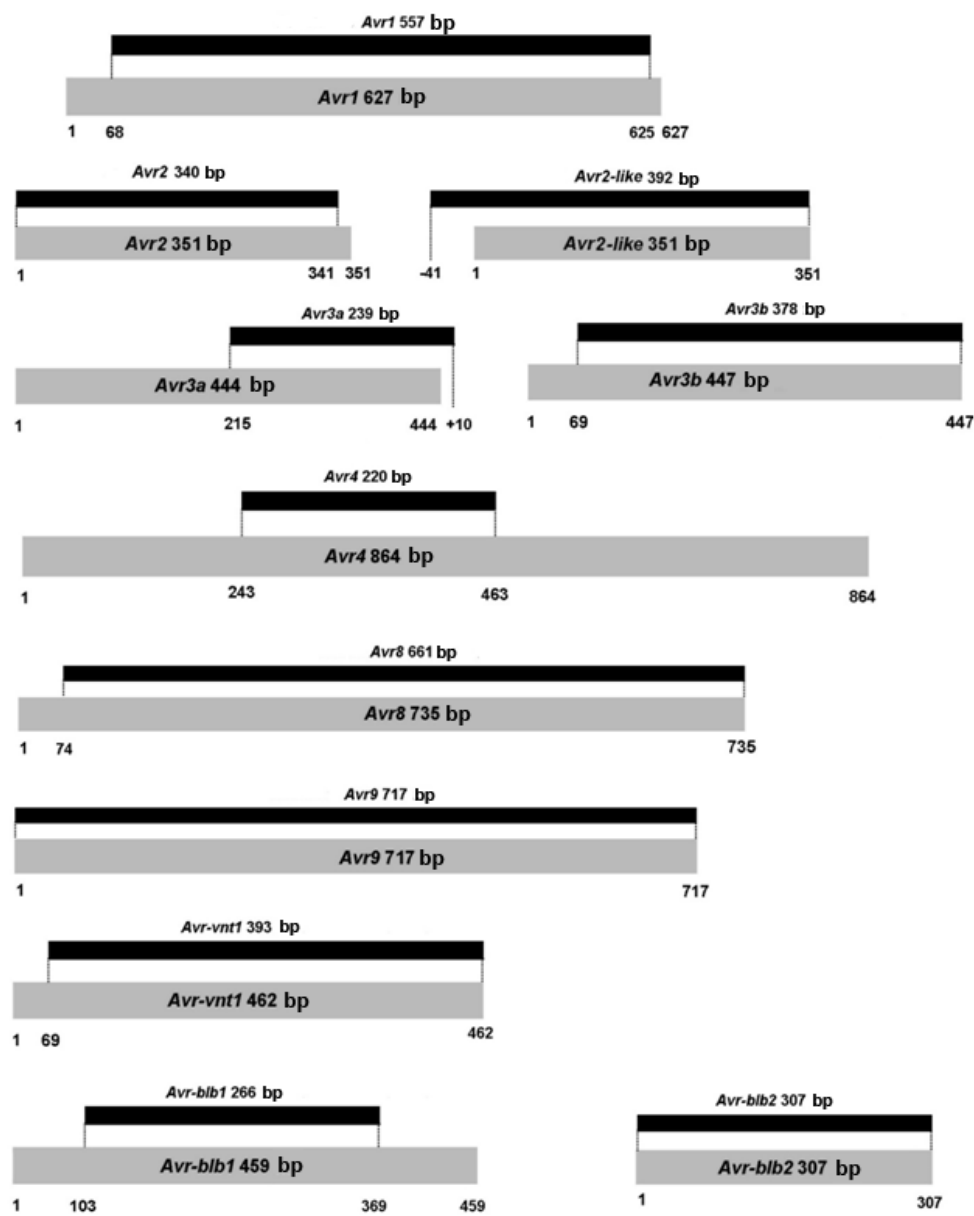 Avr1 557 bp
Avr1 627 bp
1 68 625 627
Avr2 340 bp
Avr2 351 bp
1 341 351
Avr2-like 392 bp
Avr2-like 351 bp
-41 1 351
Avr3a 239 bp
Avr3a 444 bp
1 215 444 +10
Avr3b 378 bp
Avr3b 447 bp
1 69 447
Avr4 220 bp
Avr4 864 bp
1 243 463 864
Avr8 661 bp
Avr8 735 bp
1 74 735
Avr9 717 bp
Avr9 717 bp
1 717
Avr-vnt1 393 bp
Avr-vnt1 462 bp
1 69 462
Avr-blb1 266 bp
Avr-blb1 459 bp
1 103 369 459
Avr-blb2 307 bp
Avr-blb2 307 bp
1 307